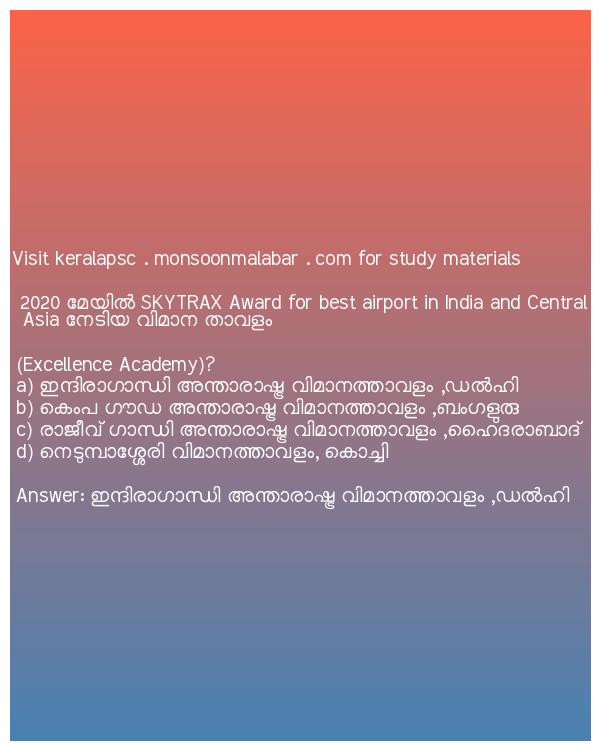 Visit keralapsc . monsoonmalabar . com for study materials
2020 മേയിൽ SKYTRAX Award for best airport in India and Central
Asia നേടിയ വിമാന താവളം
(Excellence Academy)?
a) ഇന്ദിരാഗാന്ധി അന്താരാഷ്ട്ര വിമാനത്താവളം ,ഡൽഹി
b) കെംപ ഗൗഡ അന്താരാഷ്ട്ര വിമാനത്താവളം ,ബംഗളുരു
c) രാജീവ് ഗാന്ധി അന്താരാഷ്ട്ര വിമാനത്താവളം ,ഹൈദരാബാദ്
d) നെടുമ്പാശ്ശേരി വിമാനത്താവളം, കൊച്ചി
Answer: ഇന്ദിരാഗാന്ധി അന്താരാഷ്ട്ര വിമാനത്താവളം ,ഡൽഹി